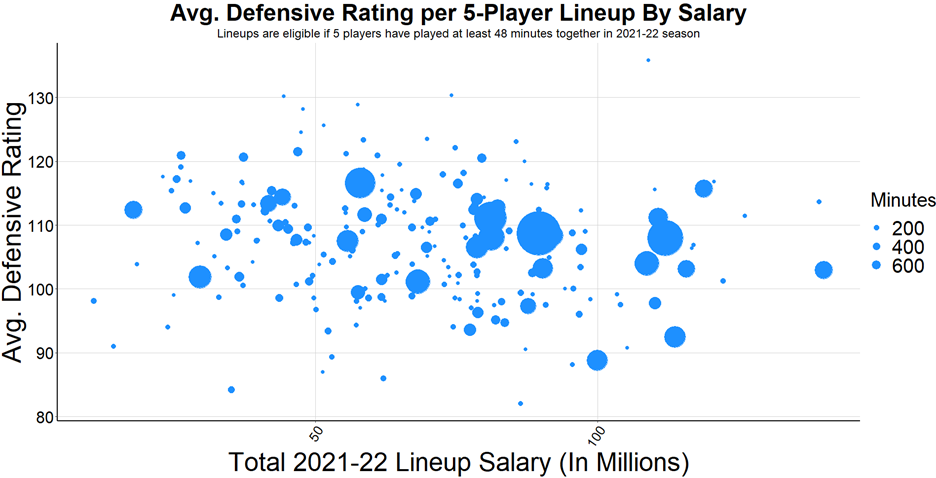 Avg. Defensive Rating per 5-Player Lineup By Salary
Lineups are eligible if 5 players have played at least 48 minutes together in 2021-22 season
Avg. Defensive Rating
130
120
110
100
90
80
50
100
Total 2021-22 Lineup Salary (In Millions)
Minutes
200
400
600